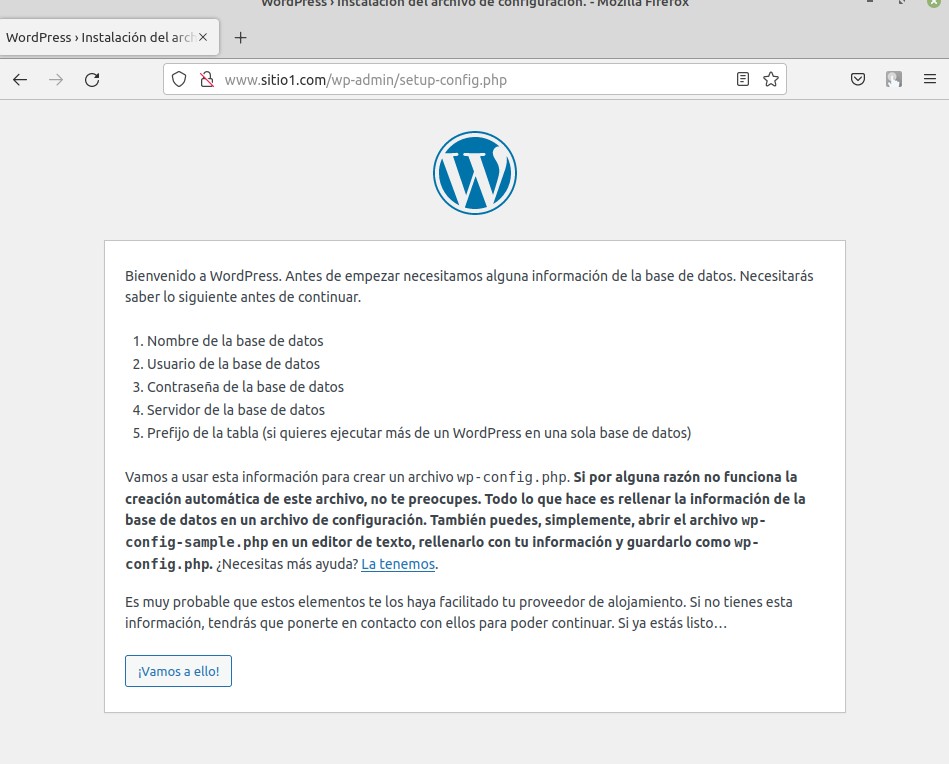 WordPress › Instalación del archivo de configuración. - Mozilla Firefox
WordPress › Instalación del arch
www.sitio1.com/wp-admin/setup-config.php
Bienvenido a WordPress. Antes de empezar necesitamos alguna información de la base de datos. Necesitarás
saber lo siguiente antes de continuar.
1. Nombre de la base de datos
2. Usuario de la base de datos
3. Contraseña de la base de datos
4. Servidor de la base de datos
5. Prefijo de la tabla (si quieres ejecutar más de un WordPress en una sola base de datos)
Vamos a usar esta información para crear un archivo wp-config.php. Si por alguna razón no funciona la
creación automática de este archivo, no te preocupes. Todo lo que hace es rellenar la información de la
base de datos en un archivo de configuración. También puedes, simplemente, abrir el archivo wp-
config-sample.php en un editor de texto, rellenarlo con tu información y guardarlo como wp-
config.php. ¿Necesitas más ayuda? La tenemos.
Es muy probable que estos elementos te los haya facilitado tu proveedor de alojamiento. Si no tienes esta
información, tendrás que ponerte en contacto con ellos para poder continuar. Si ya estás listo…
¡Vamos a ello!